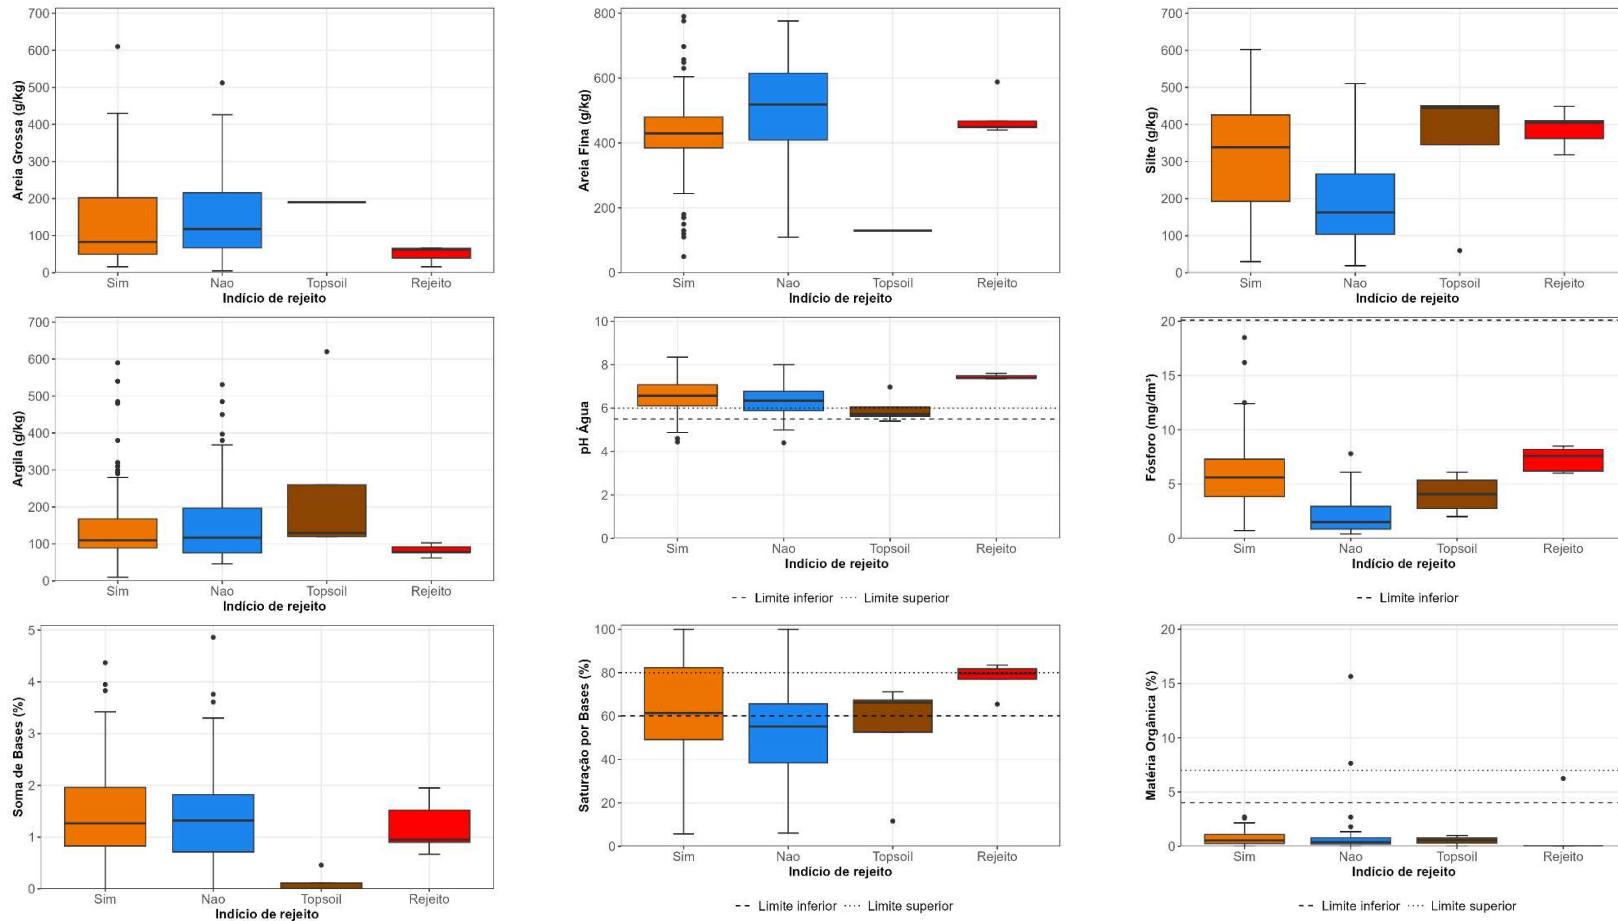 700
600
500
400
300
200
100
0
Areia Grossa (g/kg)
Sim Nao Topsoil Rejeito
Indício de rejeito
800
600
400
200
0
Areia Fina (g/kg)
Sim Nao Topsoil Rejeito
Indício de rejeito
700
600
500
400
300
200
100
0
Silte (g/kg)
Sim Nao Topsoil Rejeito
Indício de rejeito
700
600
500
400
300
200
100
0
Argila (g/kg)
Sim Nao Topsoil Rejeito
Indício de rejeito
10
8
6
4
2
0
pH Água
Sim Nao Topsoil Rejeito
Indício de rejeito
Limite inferior Limite superior
20
15
10
5
0
Fósforo (mg/dm³)
Sim Nao Topsoil Rejeito
Indício de rejeito
Limite inferior
5
4
3
2
1
0
Soma de Bases (%)
Sim Nao Topsoil Rejeito
Indício de rejeito
100
80
60
40
20
0
Saturação por Bases (%)
Sim Nao Topsoil Rejeito
Indício de rejeito
Limite inferior Limite superior
20
15
10
5
0
Matéria Orgânica (%)
Sim Nao Topsoil Rejeito
Indício de rejeito
Limite inferior Limite superior